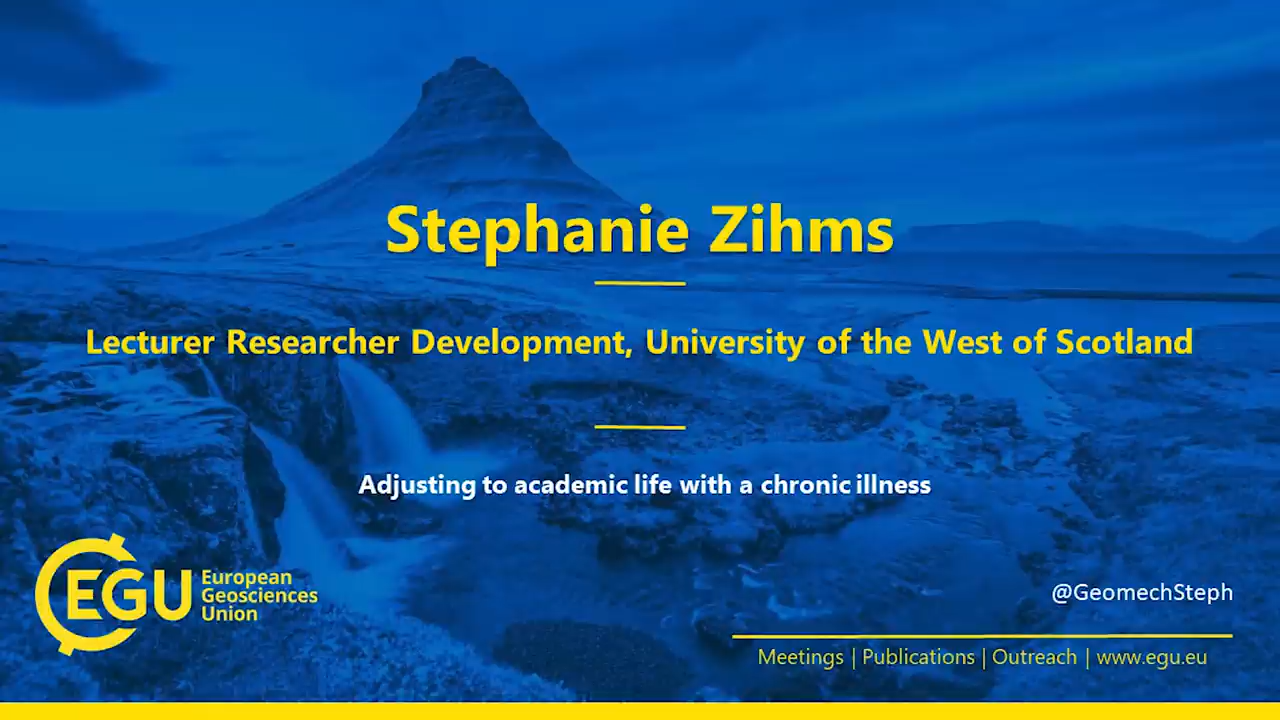 Stephanie Zihms
Lecturer Researcher Development, University of the West of Scotland
Adjusting to academic life with a chronic illness
EGU
European
Geosciences
Union
@GeomechSteph
Meetings | Publications | Outreach | www.egu.eu